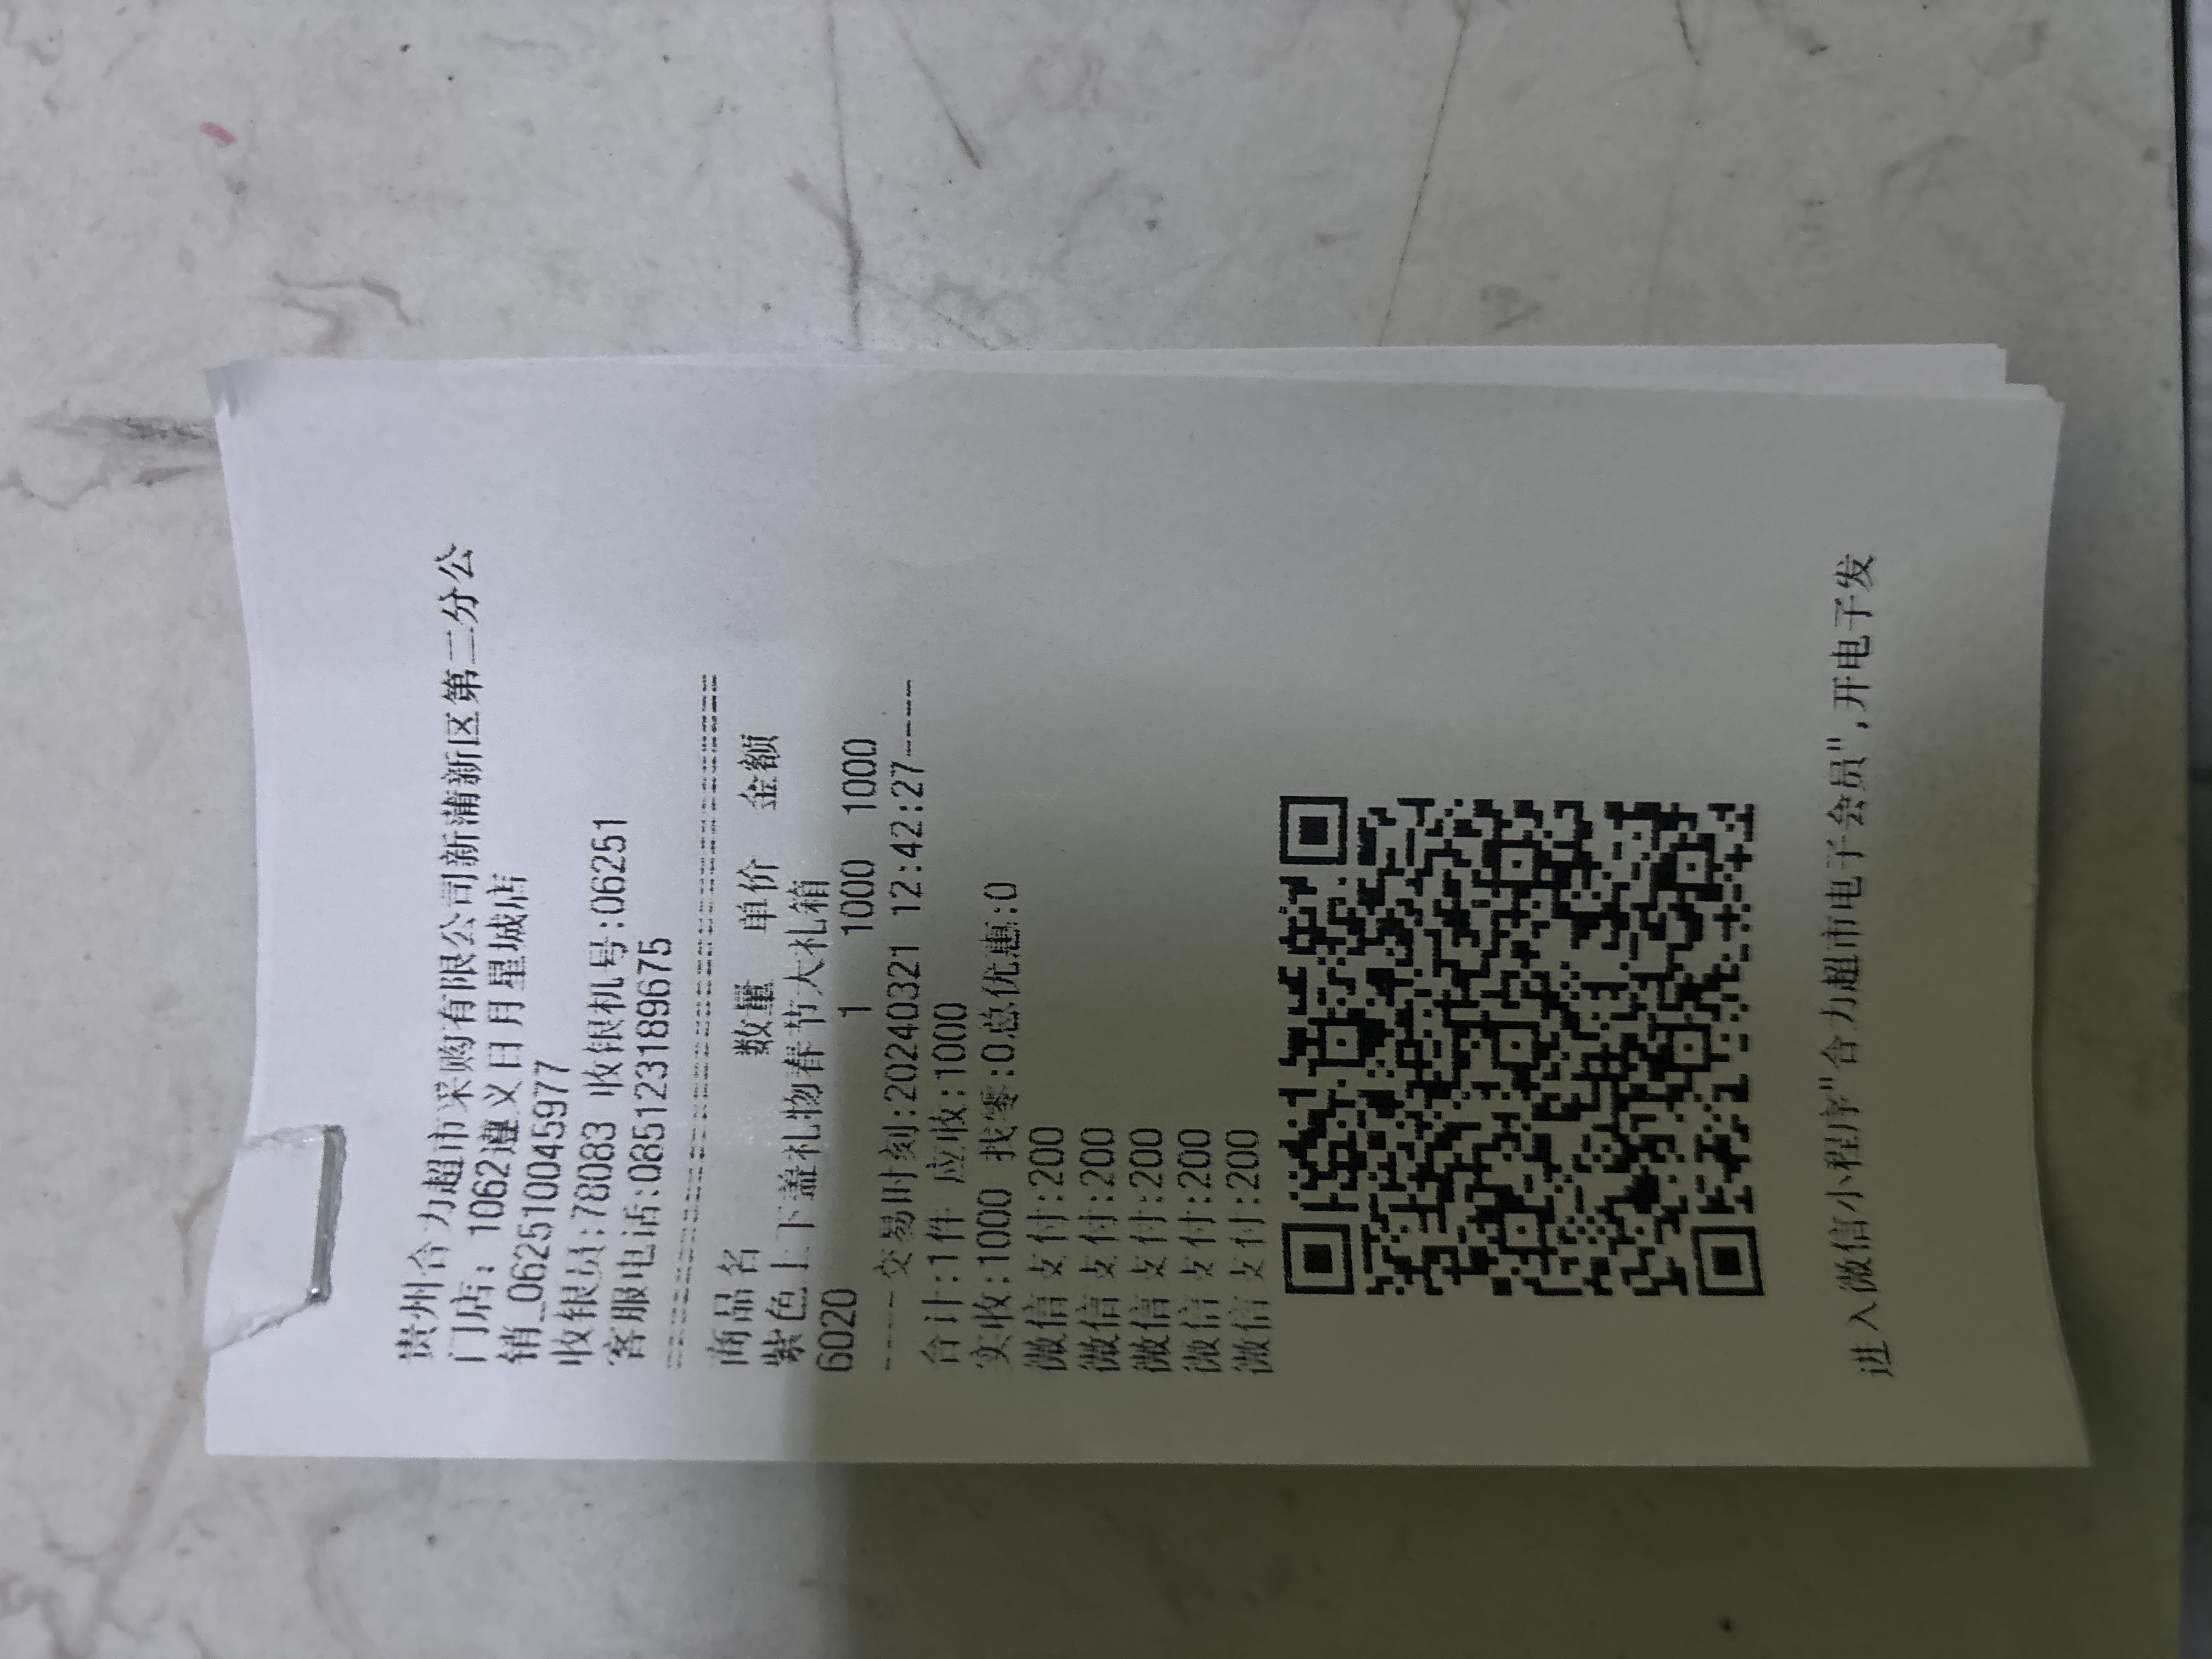 贵州合力超市采购有限公司新蒲新区第二分公
门店: 1062遵义日月星城店
销_0625101045977
收银员:78083 收银机号:06251
客服电话:085123189675
商品名 数量 单价 金额
紫色上下盖礼物春节大礼箱
6020 1 1000 1000
----交易时刻:20240321 12:42:27----
合计:1件 应收:1000
实收:1000 找零:0总优惠:0
微信支付:200
微信支付:200
微信支付:200
微信支付:200
微信支付:200
进入微信小程序"合力超市电子会员",开电子发